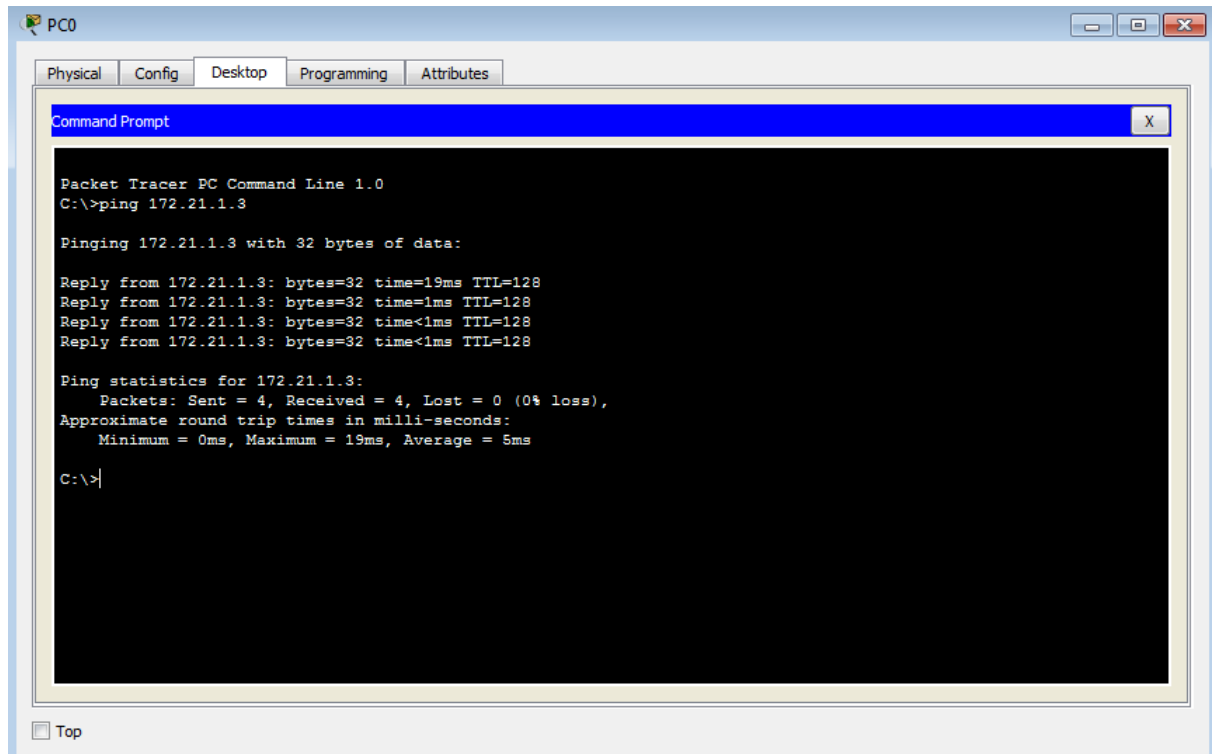 PC0
Physical Config Desktop Programming Attributes
Command Prompt X
Packet Tracer PC Command Line 1.0
C:\>ping 172.21.1.3
Pinging 172.21.1.3 with 32 bytes of data:
Reply from 172.21.1.3: bytes=32 time=19ms TTL=128
Reply from 172.21.1.3: bytes=32 time=1ms TTL=128
Reply from 172.21.1.3: bytes=32 time<1ms TTL=128
Reply from 172.21.1.3: bytes=32 time<1ms TTL=128
Ping statistics for 172.21.1.3:
    Packets: Sent = 4, Received = 4, Lost = 0 (0% loss),
Approximate round trip times in milli-seconds:
    Minimum = 0ms, Maximum = 19ms, Average = 5ms
C:\>
Top